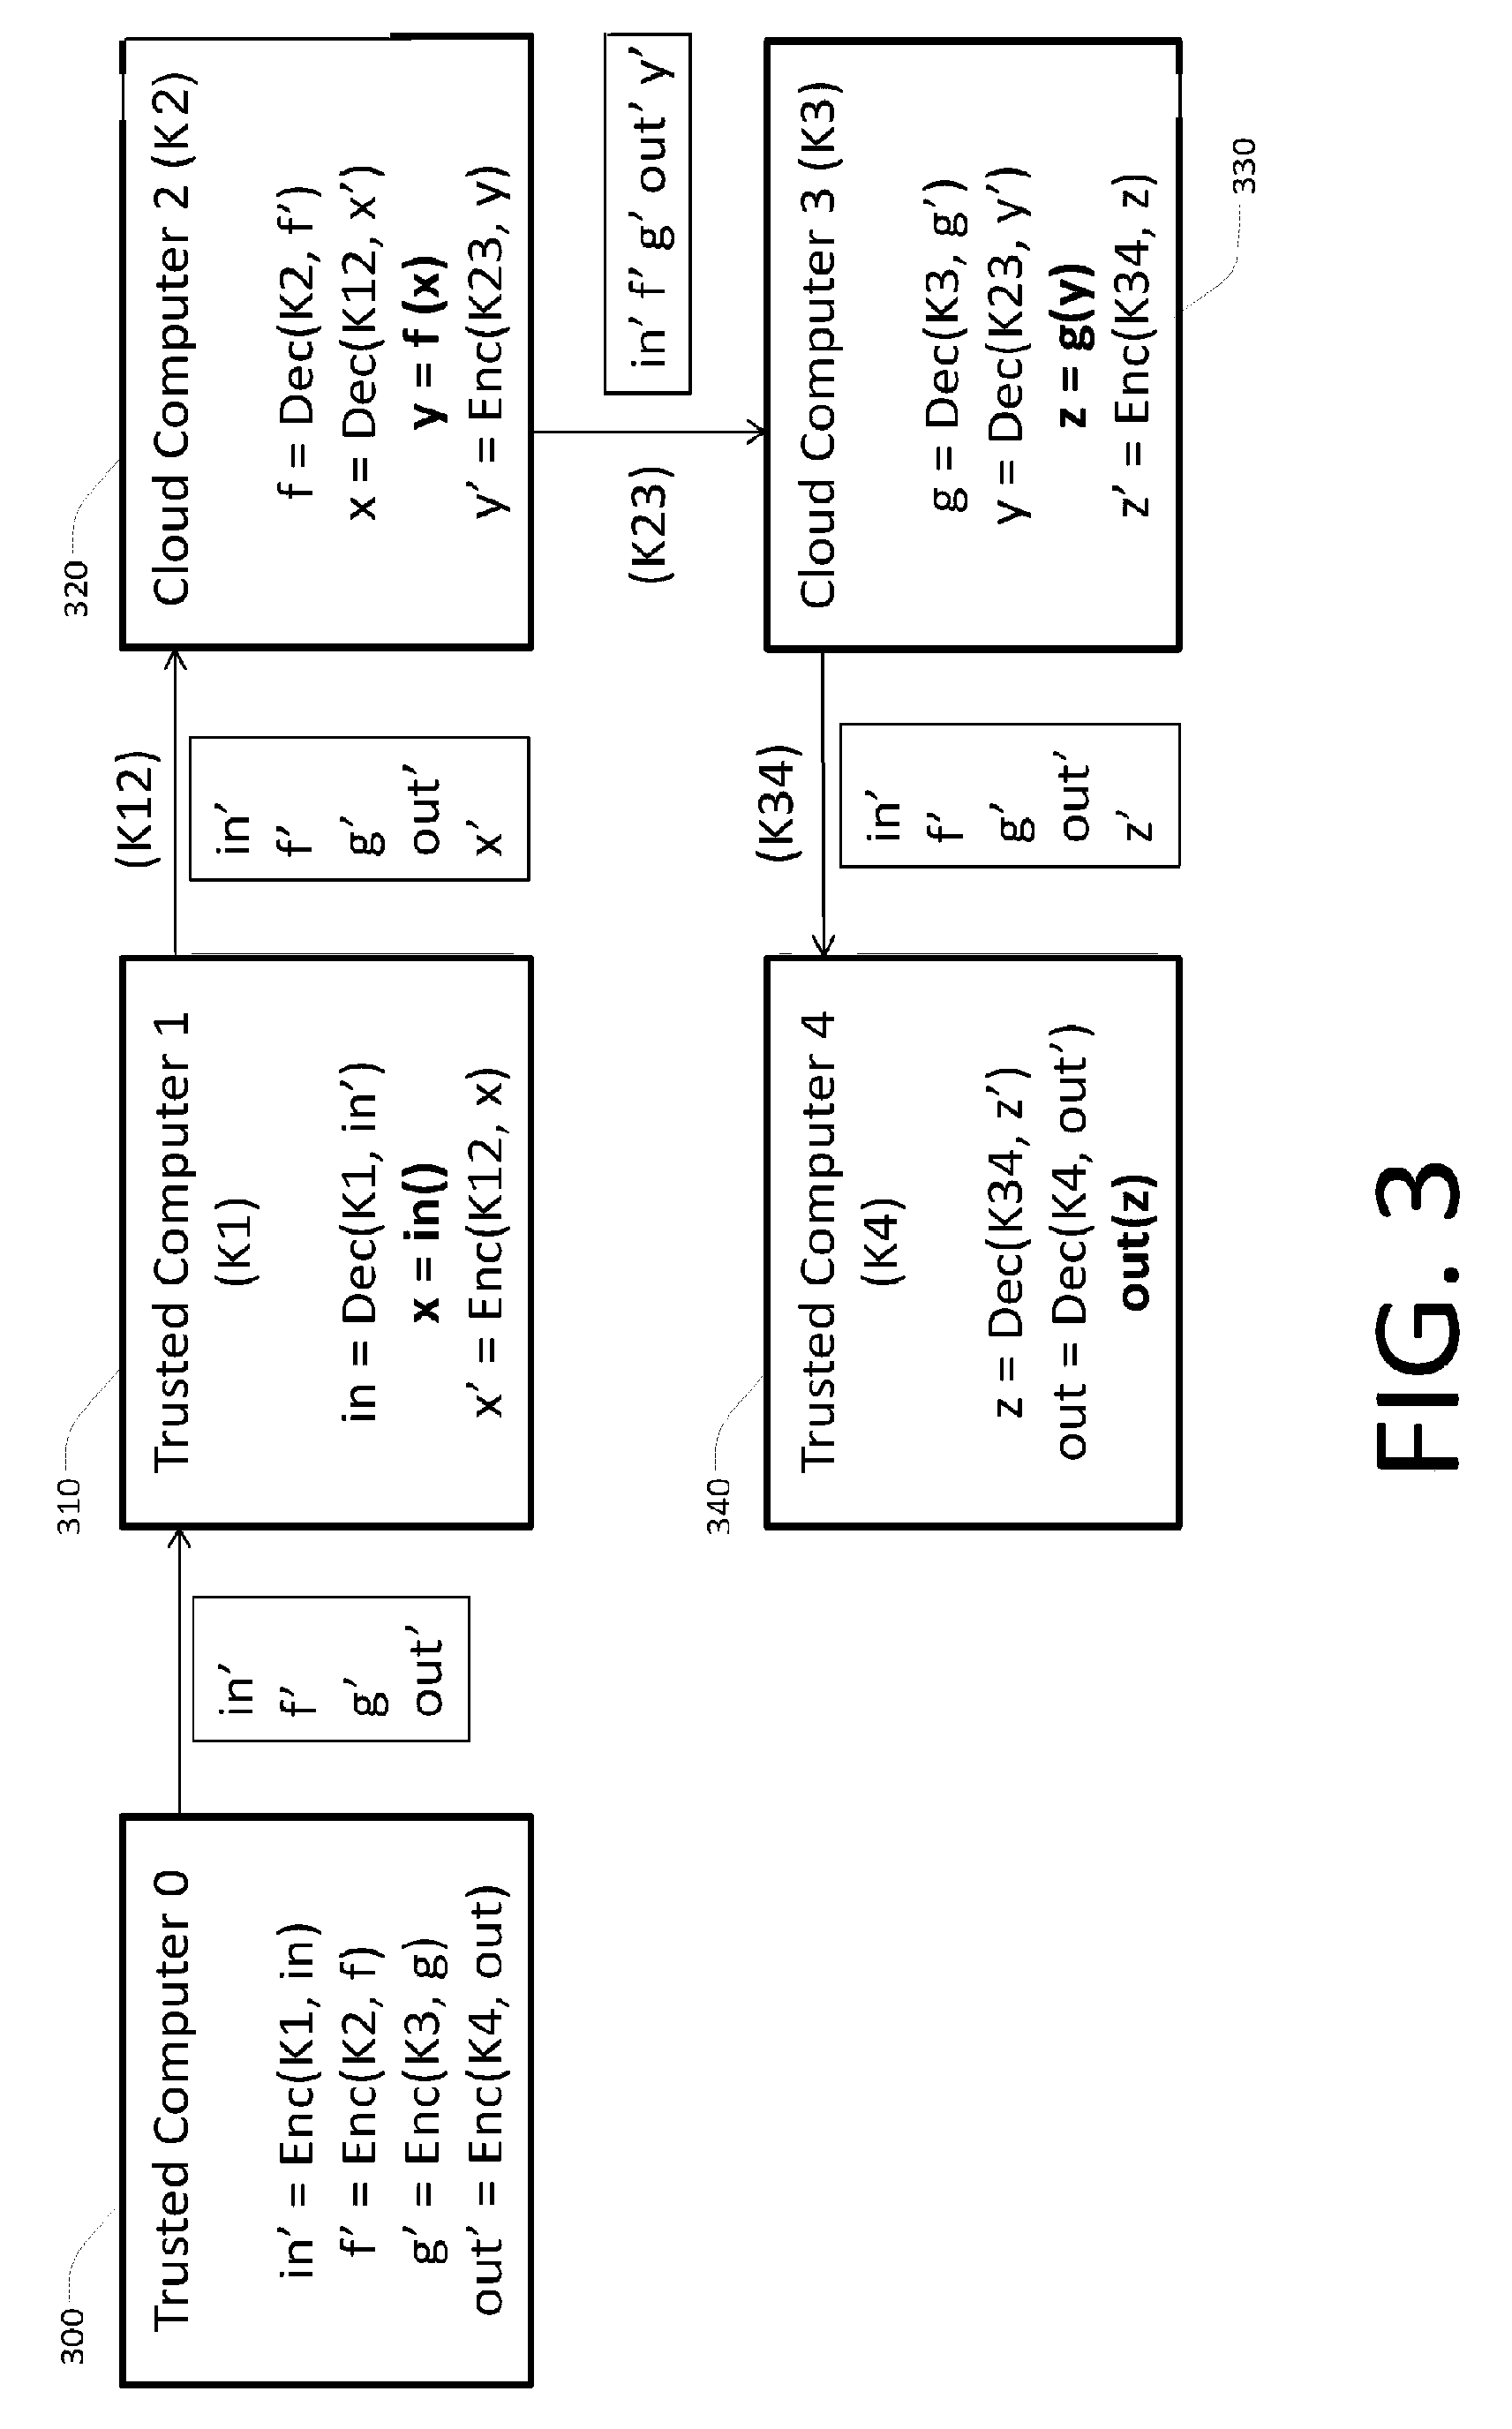 300
Trusted Computer 0
in' = Enc(K1, in)
f' = Enc(K2, f)
g' = Enc(K3, g)
out' = Enc(K4, out)
in'
f'
g'
out'
310
Trusted Computer 1
(K1)
in = Dec(K1, in')
x = in()
x' = Enc(K12, x)
(K12)
in'
f'
g'
out'
x'
320
Cloud Computer 2 (K2)
f = Dec(K2, f')
x = Dec(K12, x')
y = f (x)
y' = Enc(K23, y)
(K23)
in' f' g' out' y'
Cloud Computer 3 (K3)
g = Dec(K3, g')
y = Dec(K23, y')
z = g(y)
z' = Enc(K34, z)
330
(K34)
in'
f'
g'
out'
z'
340
Trusted Computer 4
(K4)
z = Dec(K34, z')
out = Dec(K4, out')
out(z)
FIG. 3